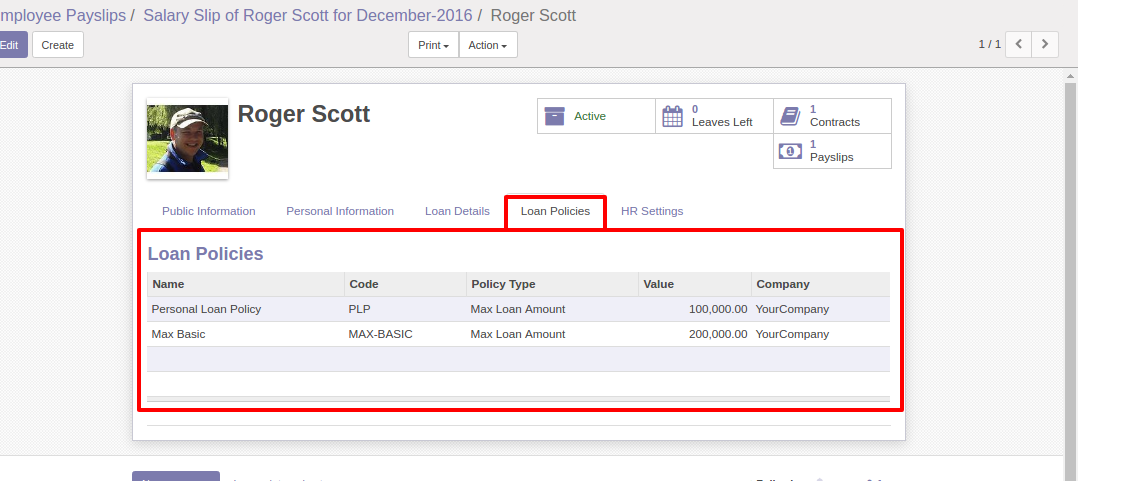 mployee Payslips / Salary Slip of Roger Scott for December-2016 / Roger Scott
Edit Create Print Action 1 / 1
Roger Scott
Active
0 Leaves Left
1 Contracts
1 Payslips
Public Information Personal Information Loan Details Loan Policies HR Settings
Loan Policies
Name Code Policy Type Value Company
Personal Loan Policy PLP Max Loan Amount 100,000.00 YourCompany
Max Basic MAX-BASIC Max Loan Amount 200,000.00 YourCompany